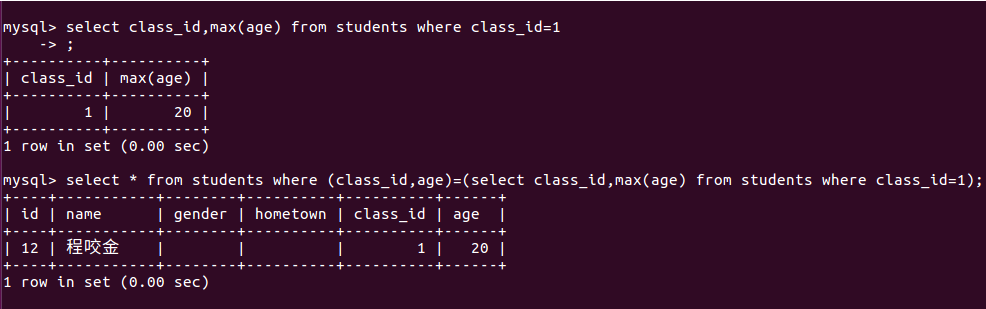 mysql> select class_id,max(age) from students where class_id=1
    -> ;
+----------+----------+
| class_id | max(age) |
+----------+----------+
|        1 |       20 |
+----------+----------+
1 row in set (0.00 sec)
mysql> select * from students where (class_id,age)=(select class_id,max(age) from students where class_id=1);
+----+-----------+--------+----------+----------+------+
| id | name      | gender | hometown | class_id | age  |
+----+-----------+--------+----------+----------+------+
| 12 | 程咬金    |        |          |        1 |   20 |
+----+-----------+--------+----------+----------+------+
1 row in set (0.00 sec)